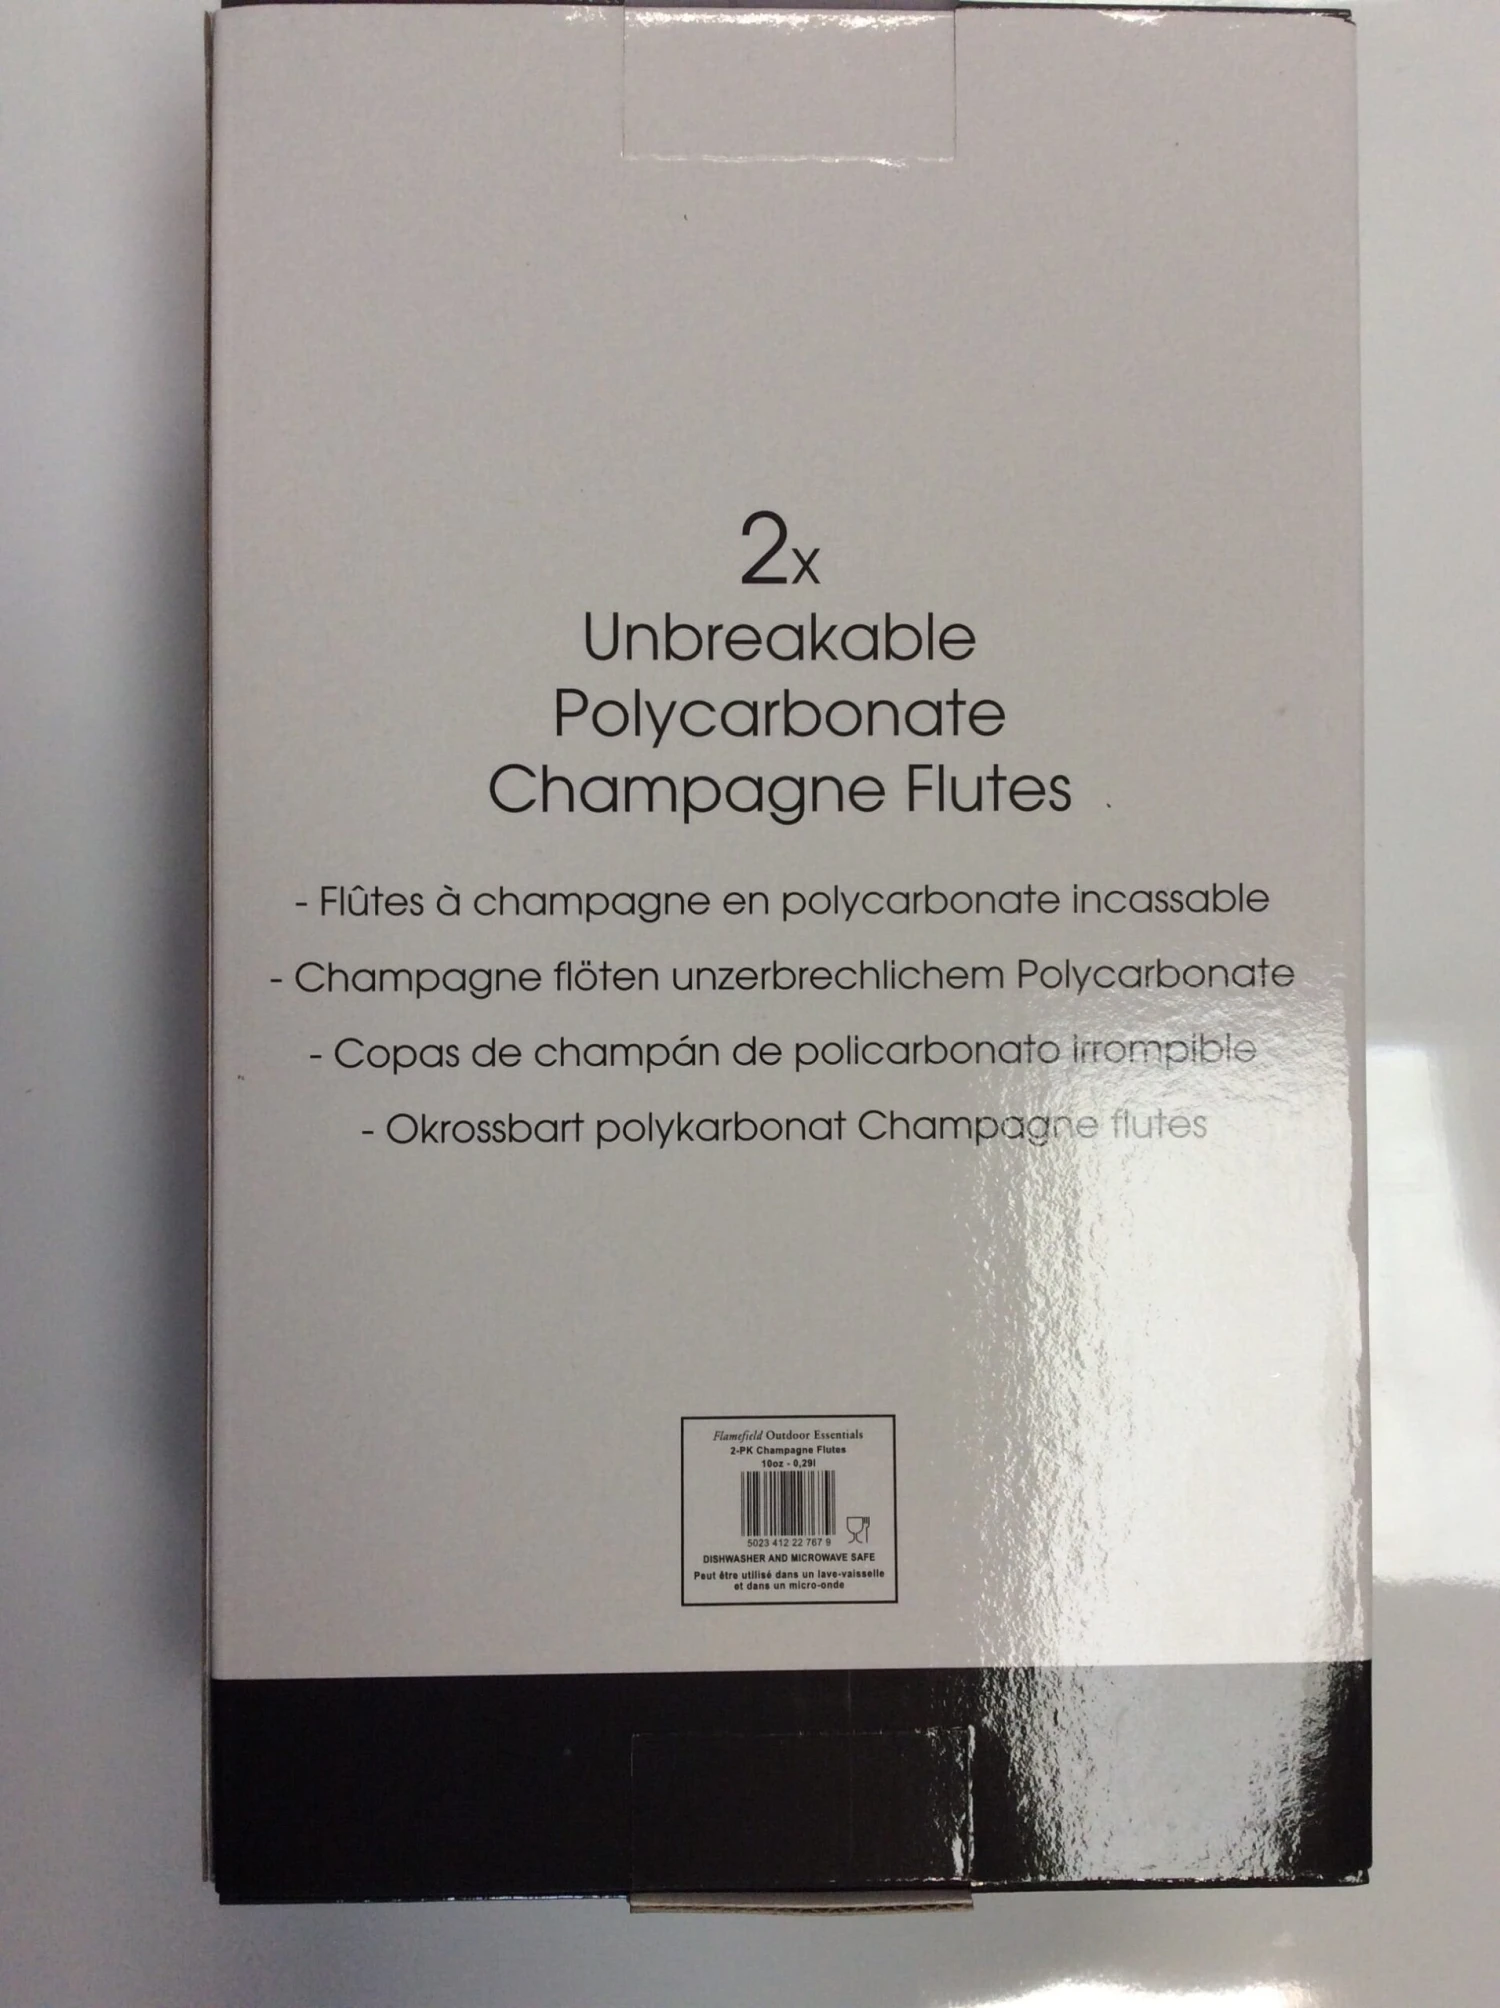 2x
Unbreakable
Polycarbonate
Champagne Flutes
- Flûtes à champagne en polycarbonate incassable
- Champagne flöten unzerbrechlichem Polycarbonate
- Copas de champán de policarbonato irrompible
- Okrossbart polykarbonat Champagne flutes
Flamefield Outdoor Essentials
2-PK Champagne Flutes
10oz - 0,29l
5023 412 22 767 9
DISHWASHER AND MICROWAVE SAFE
Peut être utilisé dans un lave-vaisselle
et dans un micro-onde